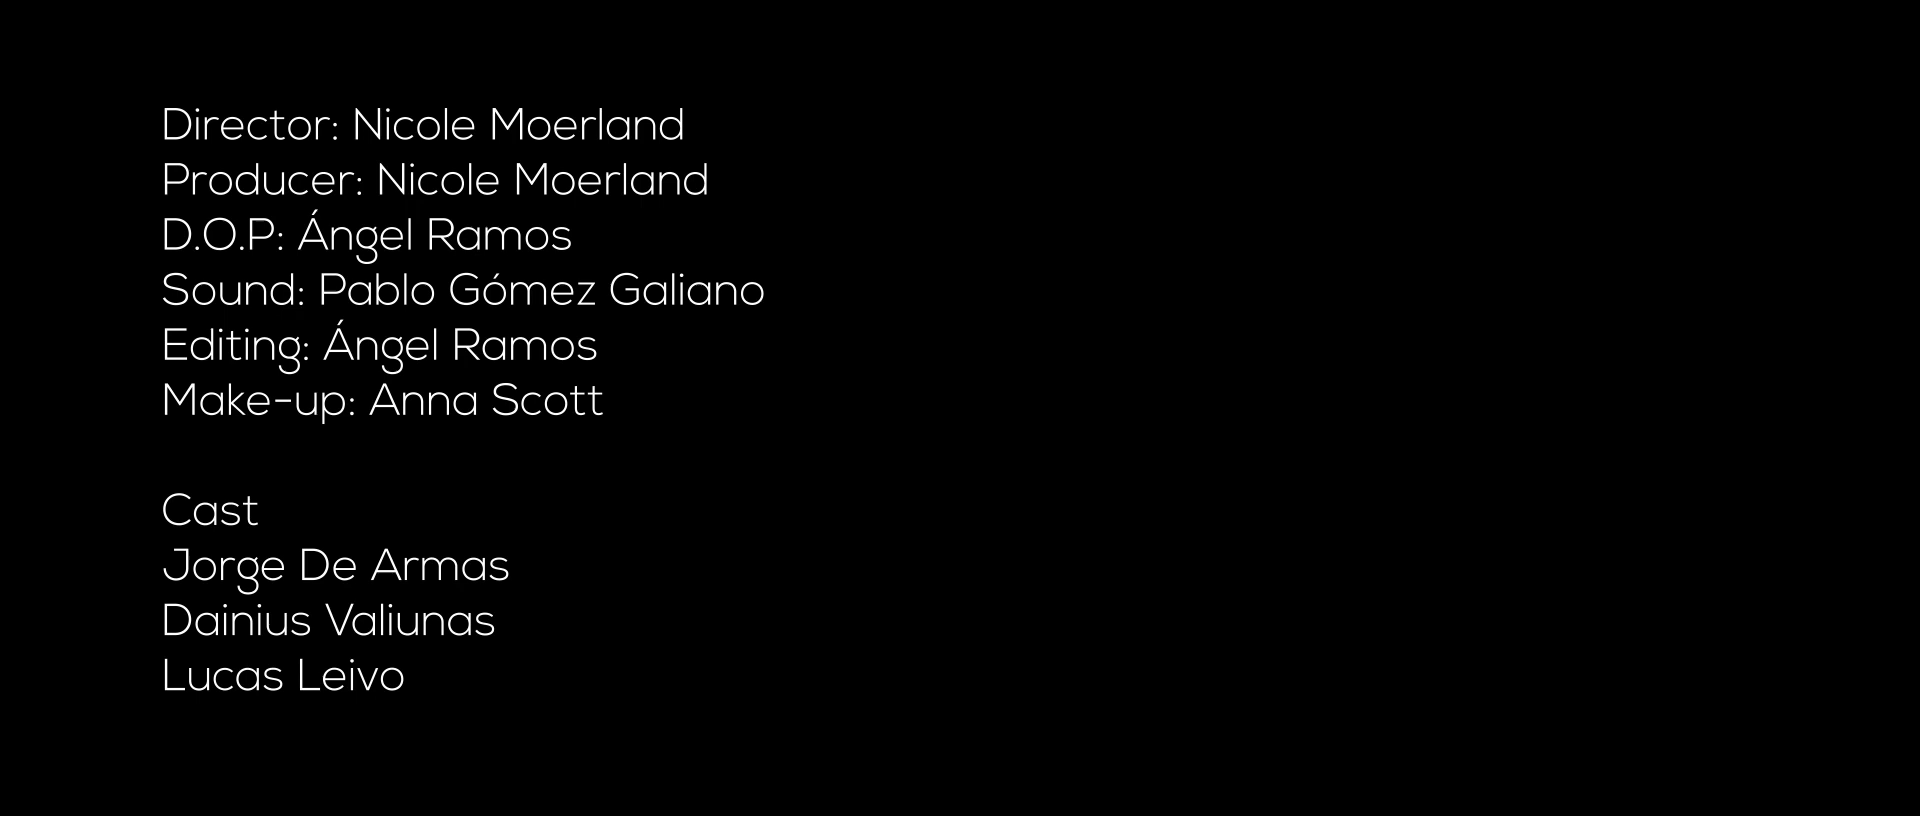 Director: Nicole Moerland
Producer: Nicole Moerland
D.O.P: Ángel Ramos
Sound: Pablo Gómez Galiano
Editing: Ángel Ramos
Make-up: Anna Scott
Cast
Jorge De Armas
Dainius Valiunas
Lucas Leivo